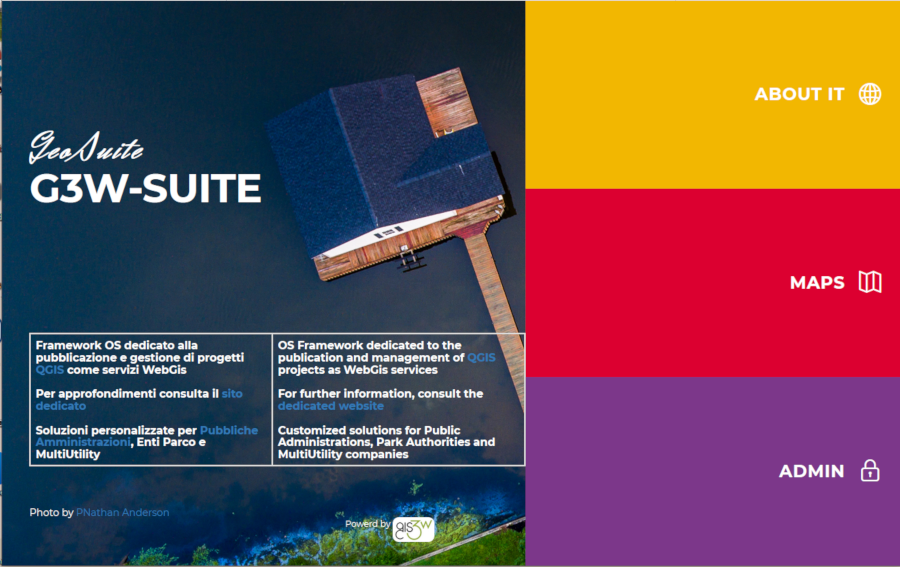 GeoSuite
G3W-SUITE
Framework OS dedicato alla
pubblicazione e gestione di progetti
QGIS come servizi WebGis
Per approfondimenti consulta il sito
dedicato
Soluzioni personalizzate per Pubbliche
Amministrazioni, Enti Parco e
MultiUtility
OS Framework dedicated to the
publication and management of QGIS
projects as WebGis services
For further information, consult the
dedicated website
Customized solutions for Public
Administrations, Park Authorities and
MultiUtility companies
Photo by PNathan Anderson
Powerd by
gis3w
ABOUT IT
MAPS
ADMIN